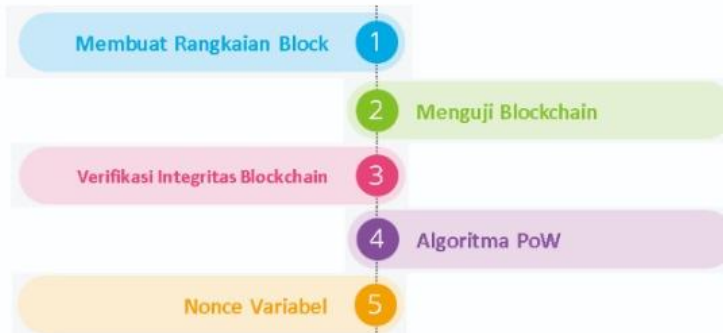 Membuat Rangkaian Block 1
2 Menguji Blockchain
Verifikasi Integritas Blockchain 3
4 Algoritma PoW
Nonce Variabel 5